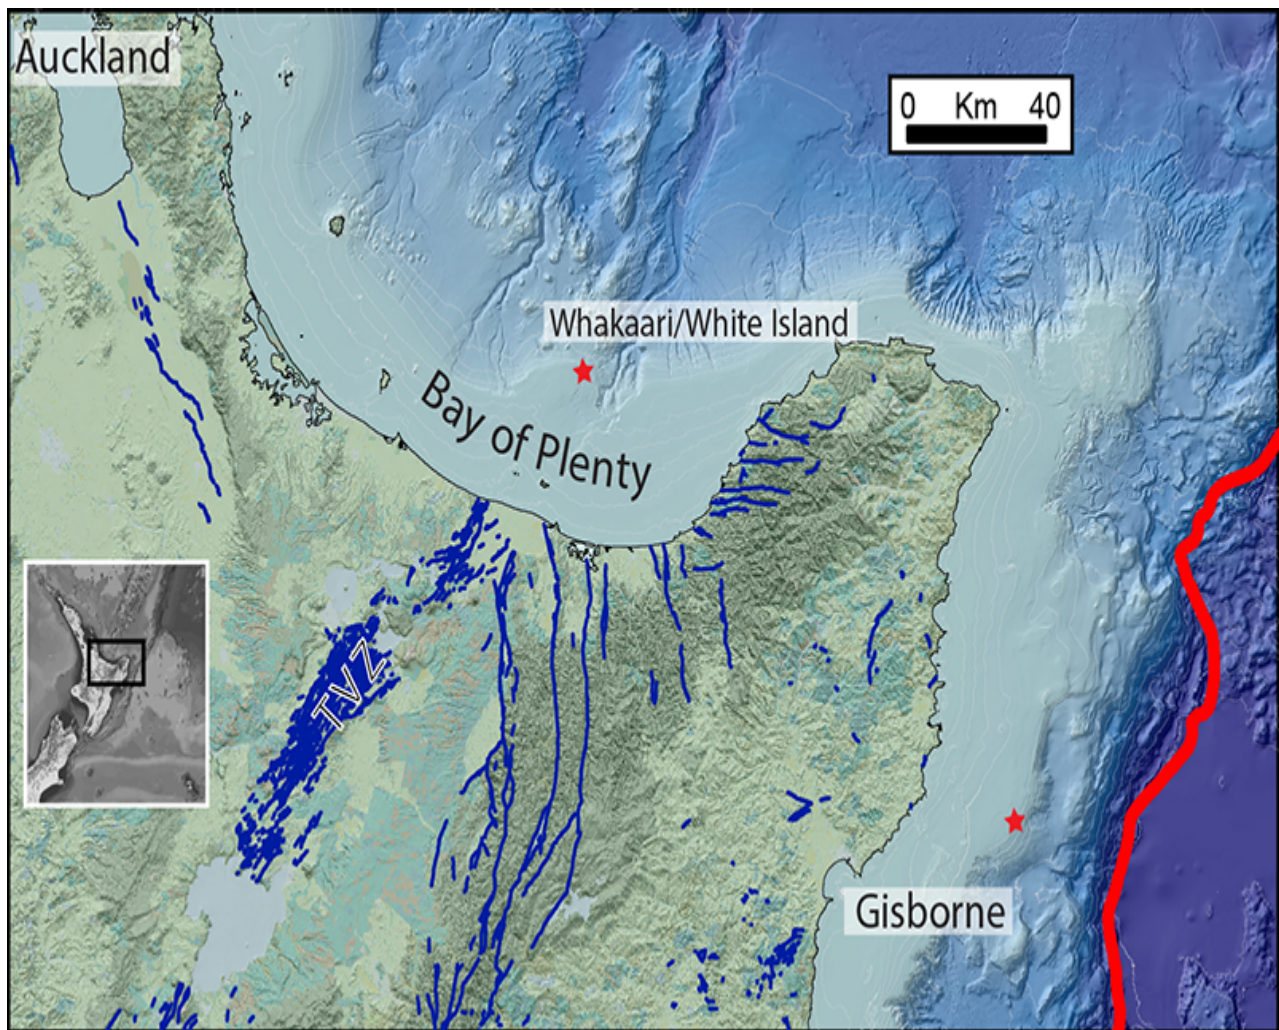 Auckland
0 Km 40
Whakaari/White Island
Bay of Plenty
TVZ
Gisborne